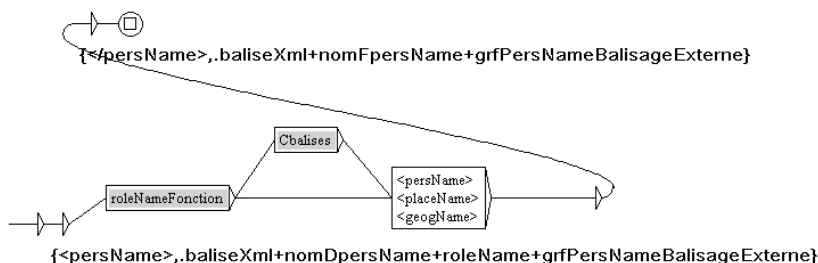 {</persName>,.baliseXml+nomFpersName+grfPersNameBalisageExterne}
Cbalises
roleNameFonction
<persName>
<placeName>
<geogName>
{<persName>,.baliseXml+nomDpersName+roleName+grfPersNameBalisageExterne}